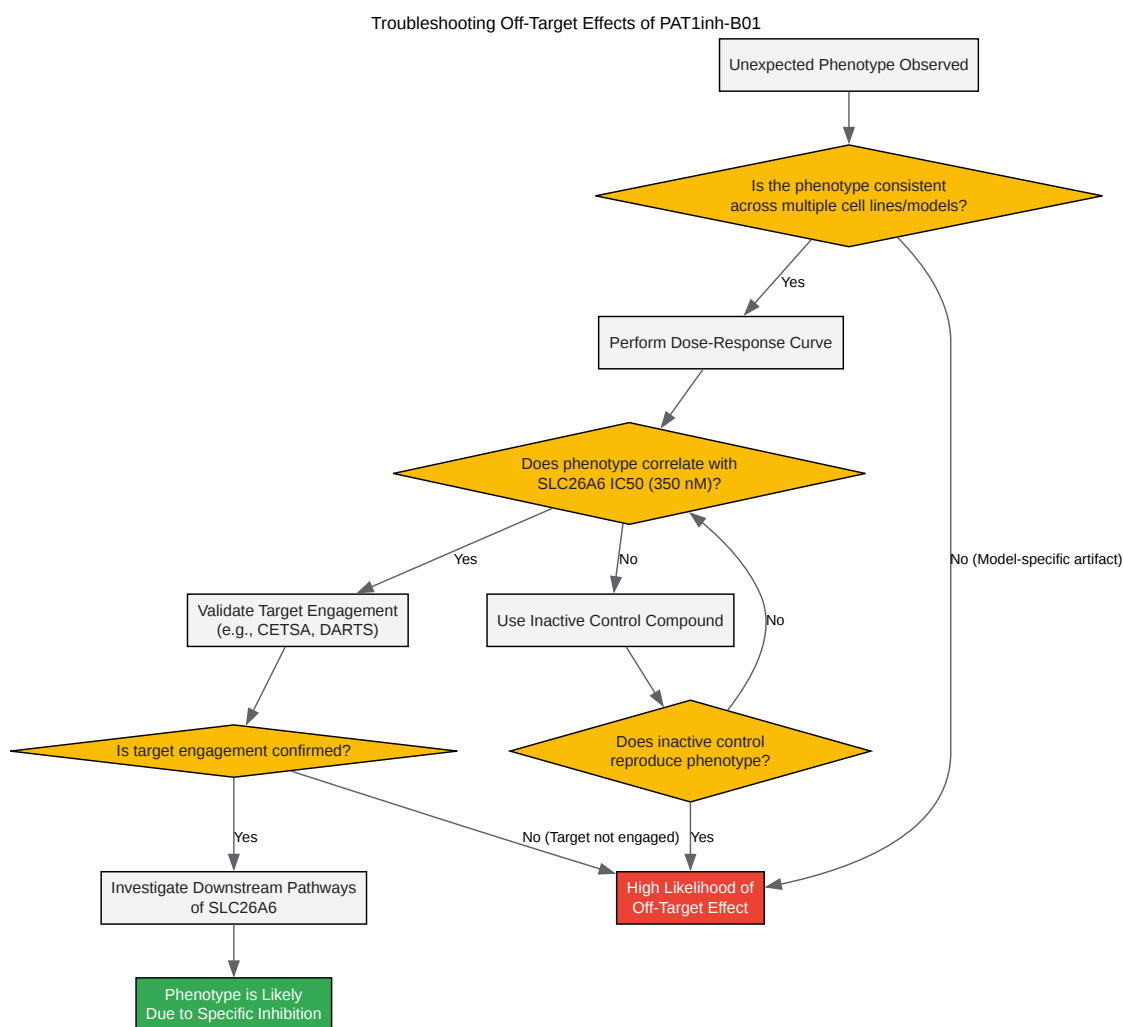 Troubleshooting Off-Target Effects of PAT1inh-B01
Unexpected Phenotype Observed
Is the phenotype consistent
across multiple cell lines/models?
Yes
Perform Dose-Response Curve
Does phenotype correlate with
SLC26A6 IC50 (350 nM)?
Yes
No
No (Model-specific artifact)
Validate Target Engagement
(e.g., CETSA, DARTS)
Use Inactive Control Compound
No
Is target engagement confirmed?
Does inactive control
reproduce phenotype?
Yes
No (Target not engaged)
Yes
Investigate Downstream Pathways
of SLC26A6
High Likelihood of
Off-Target Effect
Phenotype is Likely
Due to Specific Inhibition